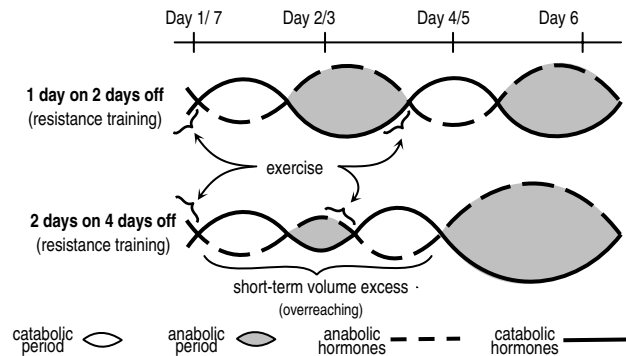 Day 1/ 7 Day 2/3 Day 4/5 Day 6
1 day on 2 days off
(resistance training)
exercise
2 days on 4 days off
(resistance training)
short-term volume excess
(overreaching)
catabolic period
anabolic period
anabolic hormones
catabolic hormones